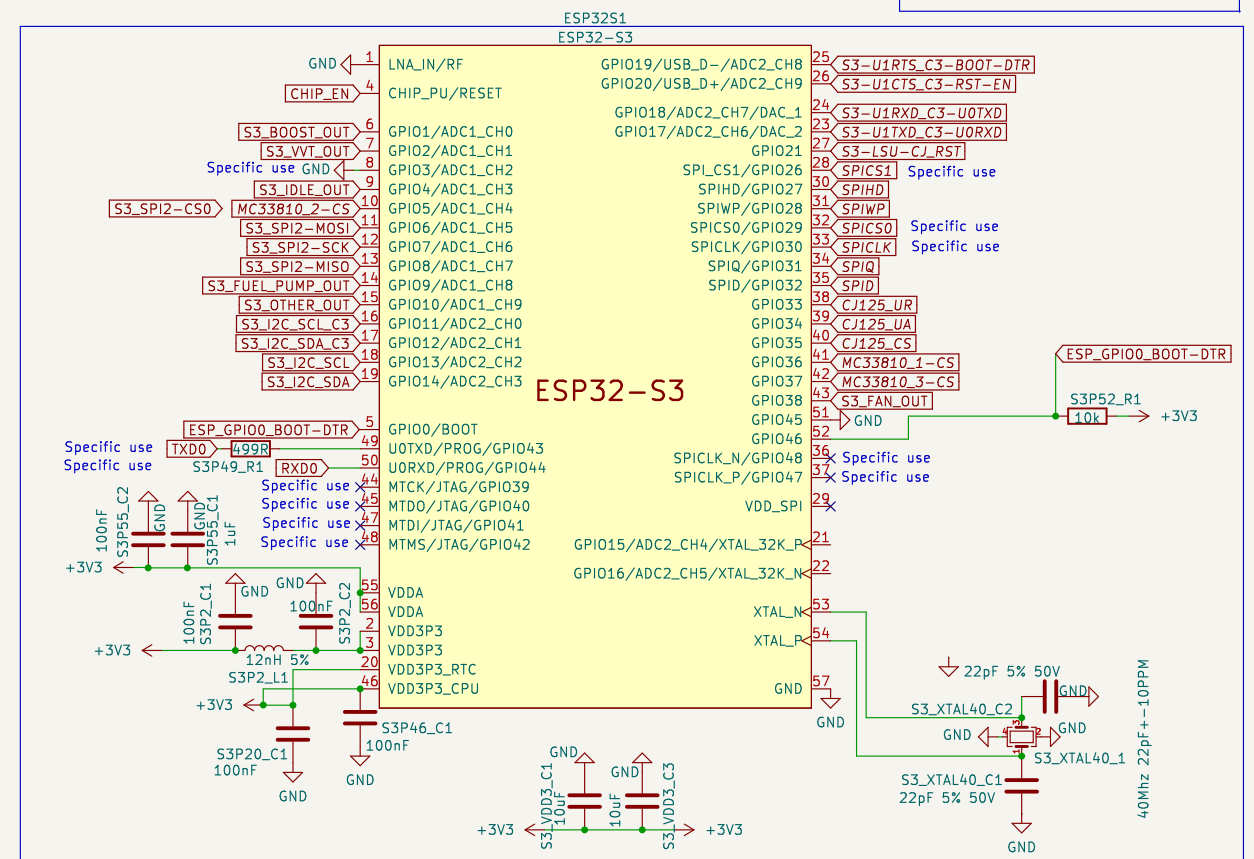 ESP32S1
ESP32-S3
GND 1 LNA_IN/RF
CHIP_EN 4 CHIP_PU/RESET
S3_BOOST_OUT 6 GPIO1/ADC1_CH0
S3_VVT_OUT 7 GPIO2/ADC1_CH1
Specific use GND 8 GPIO3/ADC1_CH2
S3_IDLE_OUT 9 GPIO4/ADC1_CH3
S3_SPI2-CS0 MC33810_2-CS 10 GPIO5/ADC1_CH4
S3_SPI2-MOSI 11 GPIO6/ADC1_CH5
S3_SPI2-SCK 12 GPIO7/ADC1_CH6
S3_SPI2-MISO 13 GPIO8/ADC1_CH7
S3_FUEL_PUMP_OUT 14 GPIO9/ADC1_CH8
S3_OTHER_OUT 15 GPIO10/ADC1_CH9
S3_I2C_SCL_C3 16 GPIO11/ADC2_CH0
S3_I2C_SDA_C3 17 GPIO12/ADC2_CH1
S3_I2C_SCL 18 GPIO13/ADC2_CH2
S3_I2C_SDA 19 GPIO14/ADC2_CH3
ESP_GPIO0_BOOT-DTR 5 GPIO0/BOOT
Specific use TXD0 499R 49 U0TXD/PROG/GPIO43
S3P49_R1
Specific use RXD0 50 U0RXD/PROG/GPIO44
Specific use 44 MTCK/JTAG/GPIO39
Specific use 45 MTDO/JTAG/GPIO40
Specific use 47 MTDI/JTAG/GPIO41
Specific use 48 MTMS/JTAG/GPIO42
55 VDDA
56 VDDA
2 VDD3P3
3 VDD3P3
20 VDD3P3_RTC
46 VDD3P3_CPU
ESP32-S3
GPIO19/USB_D-/ADC2_CH8 25 S3-U1RTS_C3-BOOT-DTR
GPIO20/USB_D+/ADC2_CH9 26 S3-U1CTS_C3-RST-EN
GPIO18/ADC2_CH7/DAC_1 24 S3-U1RXD_C3-U0TXD
GPIO17/ADC2_CH6/DAC_2 23 S3-U1TXD_C3-U0RXD
GPIO21 27 S3-LSU-CJ_RST
SPI_CS1/GPIO26 28 SPICS1 Specific use
SPIHD/GPIO27 30 SPIHD
SPIWP/GPIO28 31 SPIWP
SPICS0/GPIO29 32 SPICS0 Specific use
SPICLK/GPIO30 33 SPICLK Specific use
SPIQ/GPIO31 34 SPIQ
SPID/GPIO32 35 SPID
GPIO33 38 CJ125_UR
GPIO34 39 CJ125_UA
GPIO35 40 CJ125_CS
GPIO36 41 MC33810_1-CS
GPIO37 42 MC33810_3-CS
GPIO38 43 S3_FAN_OUT
GPIO45 51 GND
GPIO46 52
SPICLK_N/GPIO48 36 Specific use
SPICLK_P/GPIO47 37 Specific use
VDD_SPI 29
GPIO15/ADC2_CH4/XTAL_32K_P 21
GPIO16/ADC2_CH5/XTAL_32K_N 22
XTAL_N 53
XTAL_P 54
GND 57
GND
ESP_GPIO0_BOOT-DTR
S3P52_R1
10k
+3V3
100nF
S3P55_C2
GND
GND
S3P55_C1
1uF
+3V3
100nF
S3P2_C1
GND
GND
100nF
S3P2_C2
+3V3
12nH 5%
S3P2_L1
+3V3
S3P20_C1
100nF
GND
S3P46_C1
100nF
GND
GND
S3_VDD3_C1
10uF
+3V3
GND
10uF
S3_VDD3_C3
+3V3
22pF 5% 50V
GND
S3_XTAL40_C2
3
GND 4
2 GND
1
S3_XTAL40_1
S3_XTAL40_C1
22pF 5% 50V
GND
40Mhz 22pF+-10PPM